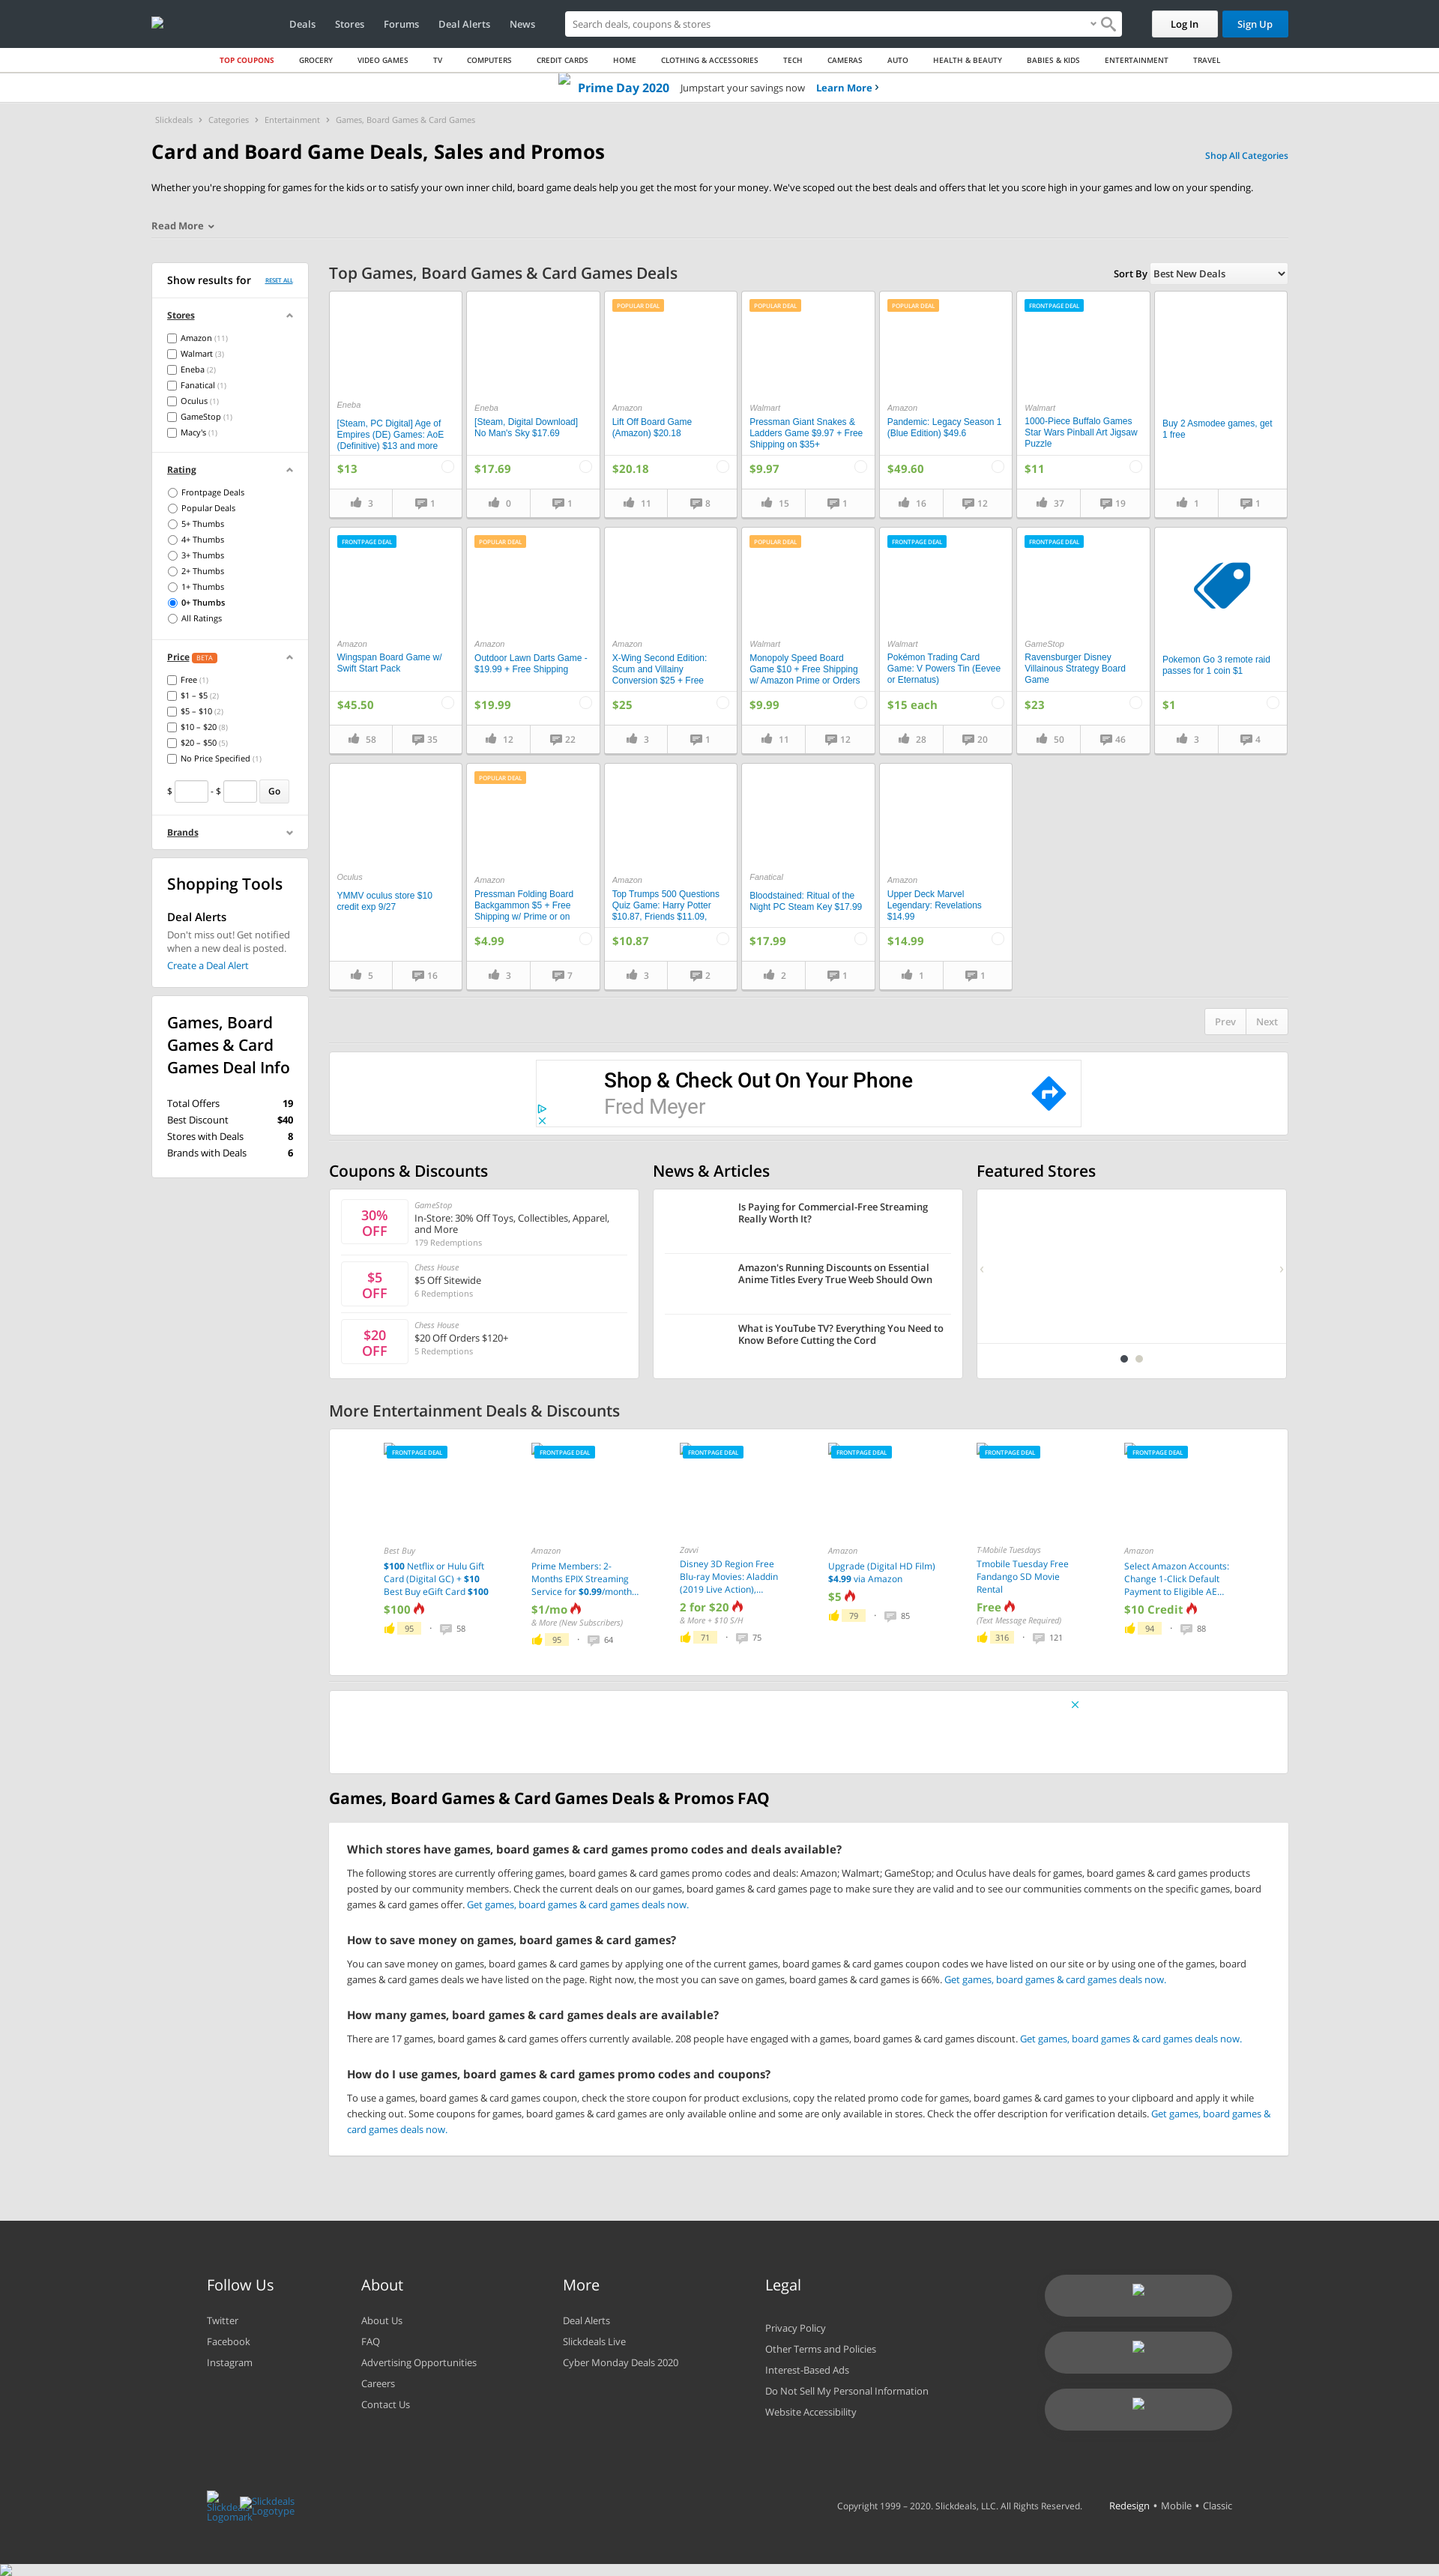 Deals Stores Forums Deal Alerts News
Search deals, coupons & stores
Log In Sign Up
TOP COUPONS GROCERY VIDEO GAMES TV COMPUTERS CREDIT CARDS HOME CLOTHING & ACCESSORIES TECH CAMERAS AUTO HEALTH & BEAUTY BABIES & KIDS ENTERTAINMENT TRAVEL
Prime Day 2020 Jumpstart your savings now Learn More ›
Slickdeals › Categories › Entertainment › Games, Board Games & Card Games
Card and Board Game Deals, Sales and Promos
Shop All Categories
Whether you're shopping for games for the kids or to satisfy your own inner child, board game deals help you get the most for your money. We've scoped out the best deals and offers that let you score high in your games and low on your spending.
Read More
Show results for RESET ALL
Stores
Amazon (11)
Walmart (3)
Eneba (2)
Fanatical (1)
Oculus (1)
GameStop (1)
Macy's (1)
Rating
Frontpage Deals
Popular Deals
5+ Thumbs
4+ Thumbs
3+ Thumbs
2+ Thumbs
1+ Thumbs
0+ Thumbs
All Ratings
Price BETA
Free (1)
$1 – $5 (2)
$5 – $10 (2)
$10 – $20 (8)
$20 – $50 (5)
No Price Specified (1)
$ - $ Go
Brands
Shopping Tools
Deal Alerts
Don't miss out! Get notified
when a new deal is posted.
Create a Deal Alert
Games, Board
Games & Card
Games Deal Info
Total Offers 19
Best Discount $40
Stores with Deals 8
Brands with Deals 6
Top Games, Board Games & Card Games Deals
Sort By Best New Deals
Eneba
[Steam, PC Digital] Age of
Empires (DE) Games: AoE
(Definitive) $13 and more
$13
3 1
Eneba
[Steam, Digital Download]
No Man's Sky $17.69
$17.69
0 1
POPULAR DEAL
Amazon
Lift Off Board Game
(Amazon) $20.18
$20.18
11 8
POPULAR DEAL
Walmart
Pressman Giant Snakes &
Ladders Game $9.97 + Free
Shipping on $35+
$9.97
15 1
POPULAR DEAL
Amazon
Pandemic: Legacy Season 1
(Blue Edition) $49.6
$49.60
16 12
FRONTPAGE DEAL
Walmart
1000-Piece Buffalo Games
Star Wars Pinball Art Jigsaw
Puzzle
$11
37 19
Buy 2 Asmodee games, get
1 free
1 1
FRONTPAGE DEAL
Amazon
Wingspan Board Game w/
Swift Start Pack
$45.50
58 35
POPULAR DEAL
Amazon
Outdoor Lawn Darts Game -
$19.99 + Free Shipping
$19.99
12 22
Amazon
X-Wing Second Edition:
Scum and Villainy
Conversion $25 + Free
$25
3 1
POPULAR DEAL
Walmart
Monopoly Speed Board
Game $10 + Free Shipping
w/ Amazon Prime or Orders
$9.99
11 12
FRONTPAGE DEAL
Walmart
Pokémon Trading Card
Game: V Powers Tin (Eevee
or Eternatus)
$15 each
28 20
FRONTPAGE DEAL
GameStop
Ravensburger Disney
Villainous Strategy Board
Game
$23
50 46
Pokemon Go 3 remote raid
passes for 1 coin $1
$1
3 4
Oculus
YMMV oculus store $10
credit exp 9/27
5 16
POPULAR DEAL
Amazon
Pressman Folding Board
Backgammon $5 + Free
Shipping w/ Prime or on
$4.99
3 7
Amazon
Top Trumps 500 Questions
Quiz Game: Harry Potter
$10.87, Friends $11.09,
$10.87
3 2
Fanatical
Bloodstained: Ritual of the
Night PC Steam Key $17.99
$17.99
2 1
Amazon
Upper Deck Marvel
Legendary: Revelations
$14.99
$14.99
1 1
Prev Next
Shop & Check Out On Your Phone
Fred Meyer
Coupons & Discounts
30%
OFF
GameStop
In-Store: 30% Off Toys, Collectibles, Apparel,
and More
179 Redemptions
$5
OFF
Chess House
$5 Off Sitewide
6 Redemptions
$20
OFF
Chess House
$20 Off Orders $120+
5 Redemptions
News & Articles
Is Paying for Commercial-Free Streaming
Really Worth It?
Amazon's Running Discounts on Essential
Anime Titles Every True Weeb Should Own
What is YouTube TV? Everything You Need to
Know Before Cutting the Cord
Featured Stores
More Entertainment Deals & Discounts
FRONTPAGE DEAL
Best Buy
$100 Netflix or Hulu Gift
Card (Digital GC) + $10
Best Buy eGift Card $100
$100
95 · 58
FRONTPAGE DEAL
Amazon
Prime Members: 2-
Months EPIX Streaming
Service for $0.99/month...
$1/mo
& More (New Subscribers)
95 · 64
FRONTPAGE DEAL
Zavvi
Disney 3D Region Free
Blu-ray Movies: Aladdin
(2019 Live Action),...
2 for $20
& More + $10 S/H
71 · 75
FRONTPAGE DEAL
Amazon
Upgrade (Digital HD Film)
$4.99 via Amazon
$5
79 · 85
FRONTPAGE DEAL
T-Mobile Tuesdays
Tmobile Tuesday Free
Fandango SD Movie
Rental
Free
(Text Message Required)
316 · 121
FRONTPAGE DEAL
Amazon
Select Amazon Accounts:
Change 1-Click Default
Payment to Eligible AE...
$10 Credit
94 · 88
Games, Board Games & Card Games Deals & Promos FAQ
Which stores have games, board games & card games promo codes and deals available?
The following stores are currently offering games, board games & card games promo codes and deals: Amazon; Walmart; GameStop; and Oculus have deals for games, board games & card games products
posted by our community members. Check the current deals on our games, board games & card games page to make sure they are valid and to see our communities comments on the specific games, board
games & card games offer. Get games, board games & card games deals now.
How to save money on games, board games & card games?
You can save money on games, board games & card games by applying one of the current games, board games & card games coupon codes we have listed on our site or by using one of the games, board
games & card games deals we have listed on the page. Right now, the most you can save on games, board games & card games is 66%. Get games, board games & card games deals now.
How many games, board games & card games deals are available?
There are 17 games, board games & card games offers currently available. 208 people have engaged with a games, board games & card games discount. Get games, board games & card games deals now.
How do I use games, board games & card games promo codes and coupons?
To use a games, board games & card games coupon, check the store coupon for product exclusions, copy the related promo code for games, board games & card games to your clipboard and apply it while
checking out. Some coupons for games, board games & card games are only available online and some are only available in stores. Check the offer description for verification details. Get games, board games &
card games deals now.
Follow Us
Twitter
Facebook
Instagram
About
About Us
FAQ
Advertising Opportunities
Careers
Contact Us
More
Deal Alerts
Slickdeals Live
Cyber Monday Deals 2020
Legal
Privacy Policy
Other Terms and Policies
Interest-Based Ads
Do Not Sell My Personal Information
Website Accessibility
Slickdeals
Logomark
Slickdeals
Logotype
Copyright 1999 – 2020. Slickdeals, LLC. All Rights Reserved.
Redesign • Mobile • Classic